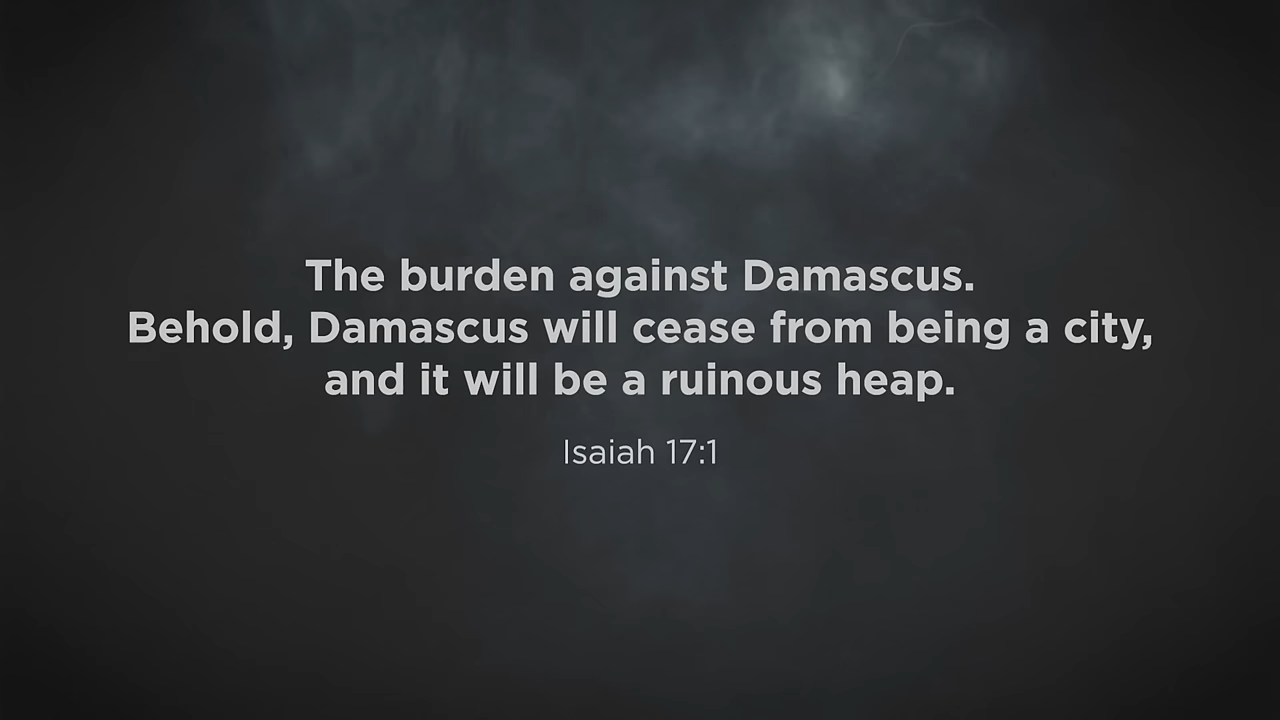 The burden against Damascus.
Behold, Damascus will cease from being a city,
and it will be a ruinous heap.
Isaiah 17:1